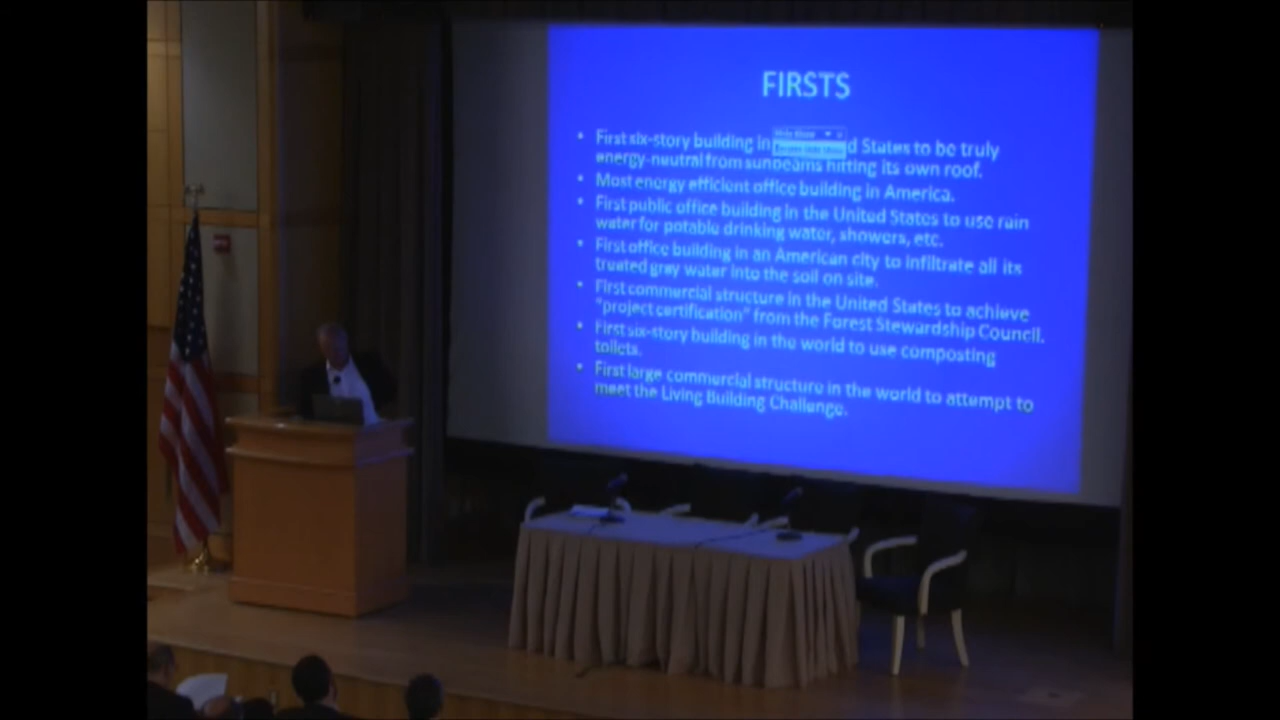 FIRSTS
• First six-story building in d States to be truly
energy-neutral from sunbeams hitting its own roof.
• Most energy efficient office building in America.
• First public office building in the United States to use rain
water for potable drinking water, showers, etc.
• First office building in an American city to infiltrate all its
treated gray water into the soil on site.
• First commercial structure in the United States to achieve
"project certification" from the Forest Stewardship Council.
• First six-story building in the world to use composting
toilets.
• First large commercial structure in the world to attempt to
meet the Living Building Challenge.